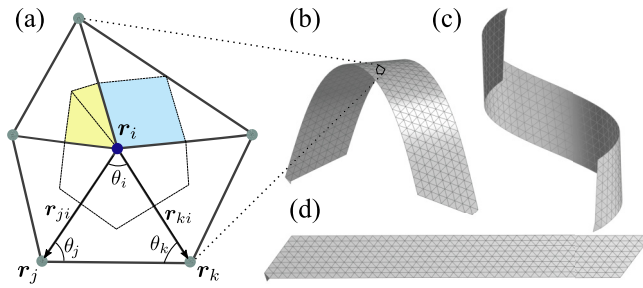 (a)
(b)
(c)
r_i
θ_i
r_ji
r_ki
(d)
θ_j
θ_k
r_j
r_k